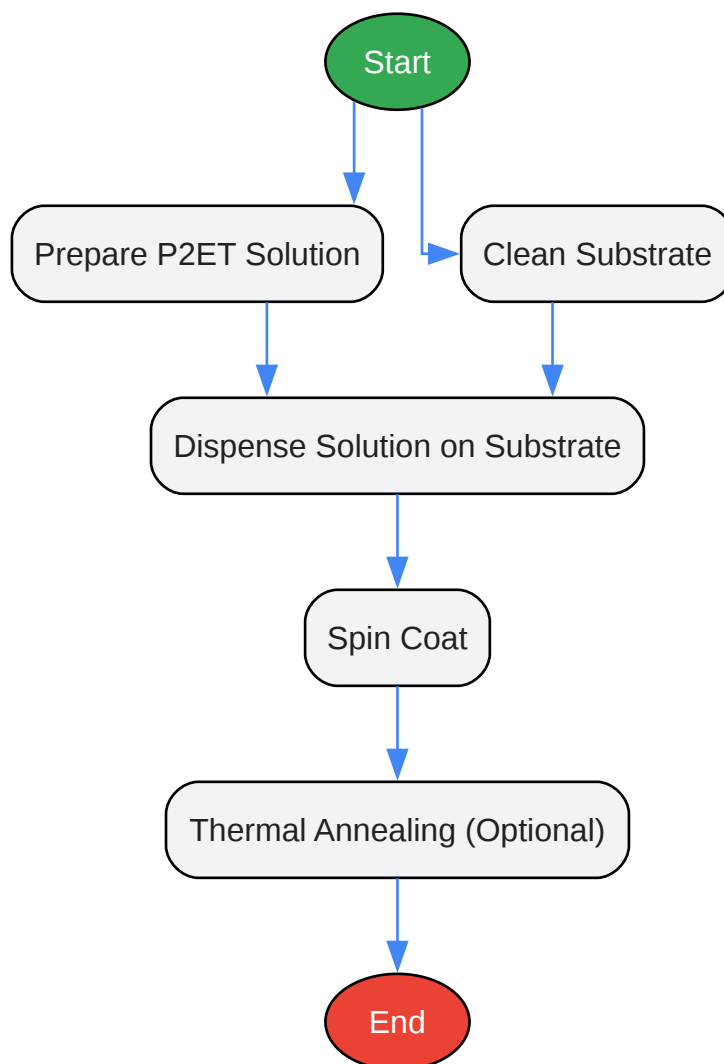 Start
Prepare P2ET Solution
Clean Substrate
Dispense Solution on Substrate
Spin Coat
Thermal Annealing (Optional)
End